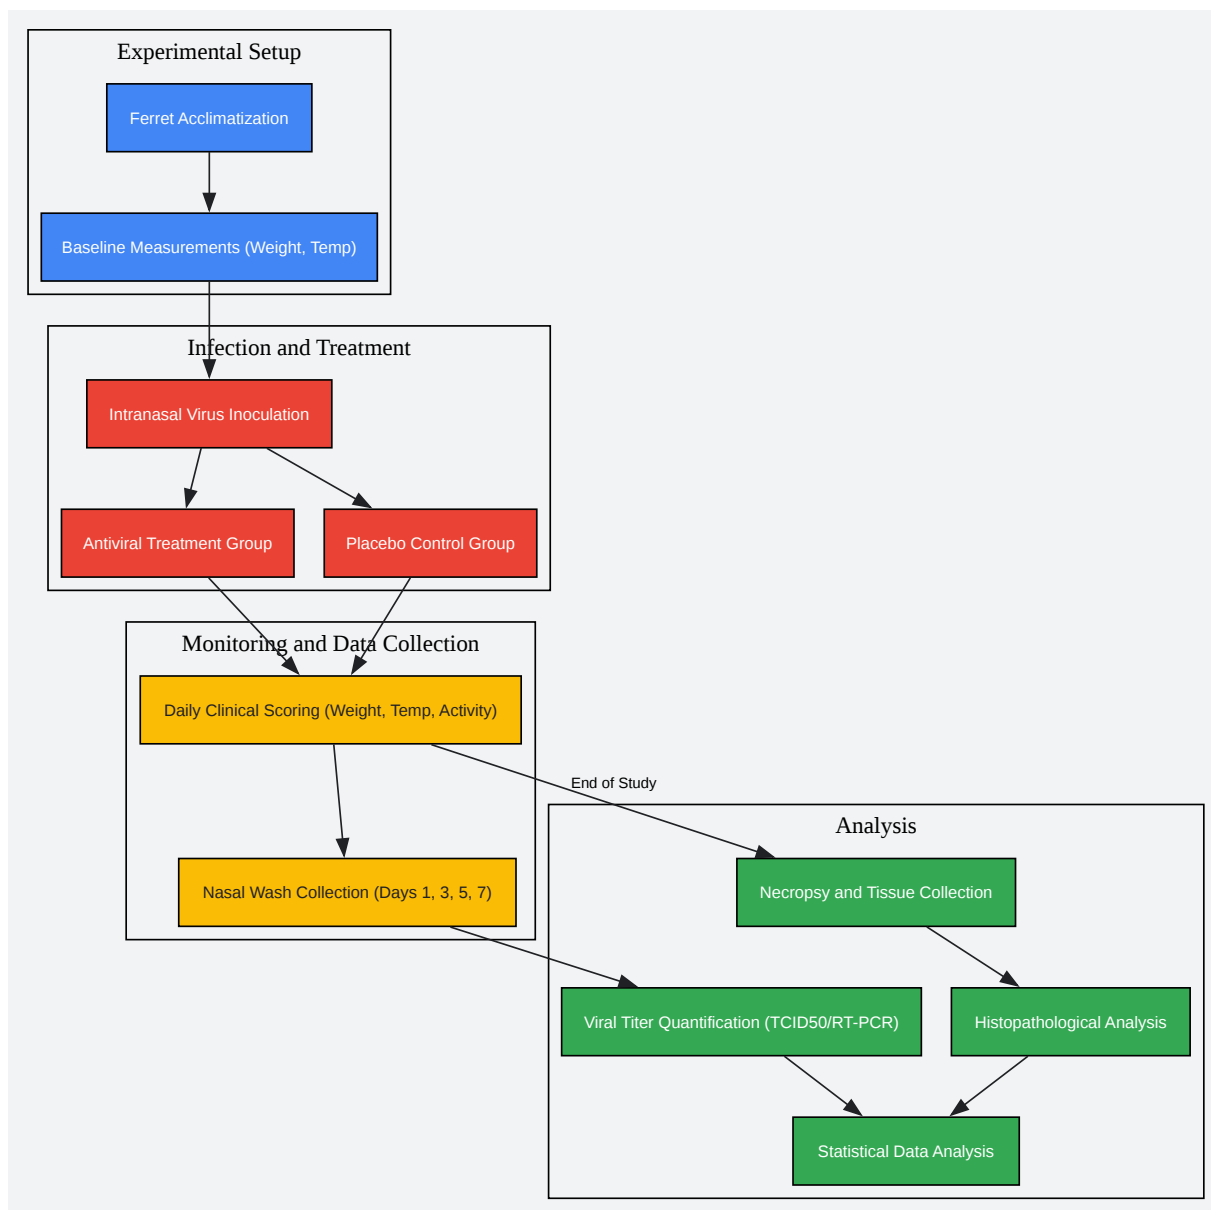 Experimental Setup
Ferret Acclimatization
Baseline Measurements (Weight, Temp)
Infection and Treatment
Intranasal Virus Inoculation
Antiviral Treatment Group
Placebo Control Group
Monitoring and Data Collection
Daily Clinical Scoring (Weight, Temp, Activity)
End of Study
Nasal Wash Collection (Days 1, 3, 5, 7)
Analysis
Necropsy and Tissue Collection
Viral Titer Quantification (TCID50/RT-PCR)
Histopathological Analysis
Statistical Data Analysis